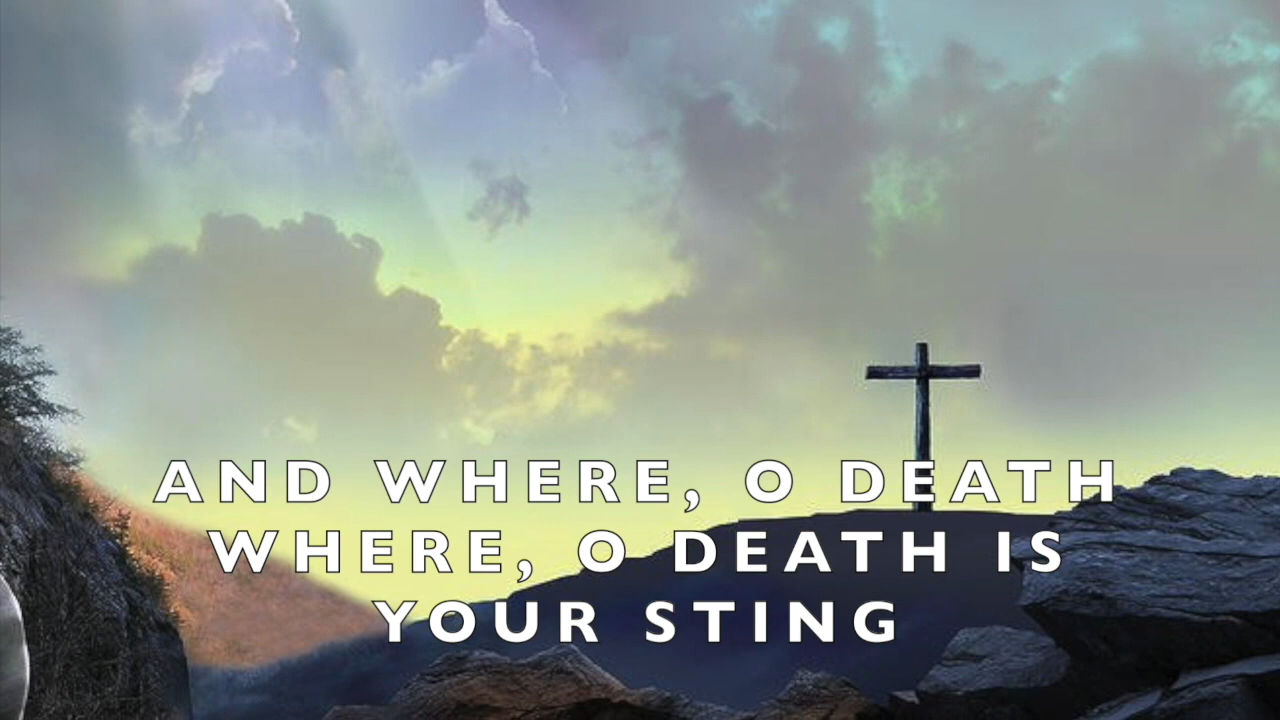 AND WHERE, O DEATH
WHERE, O DEATH IS
YOUR STING